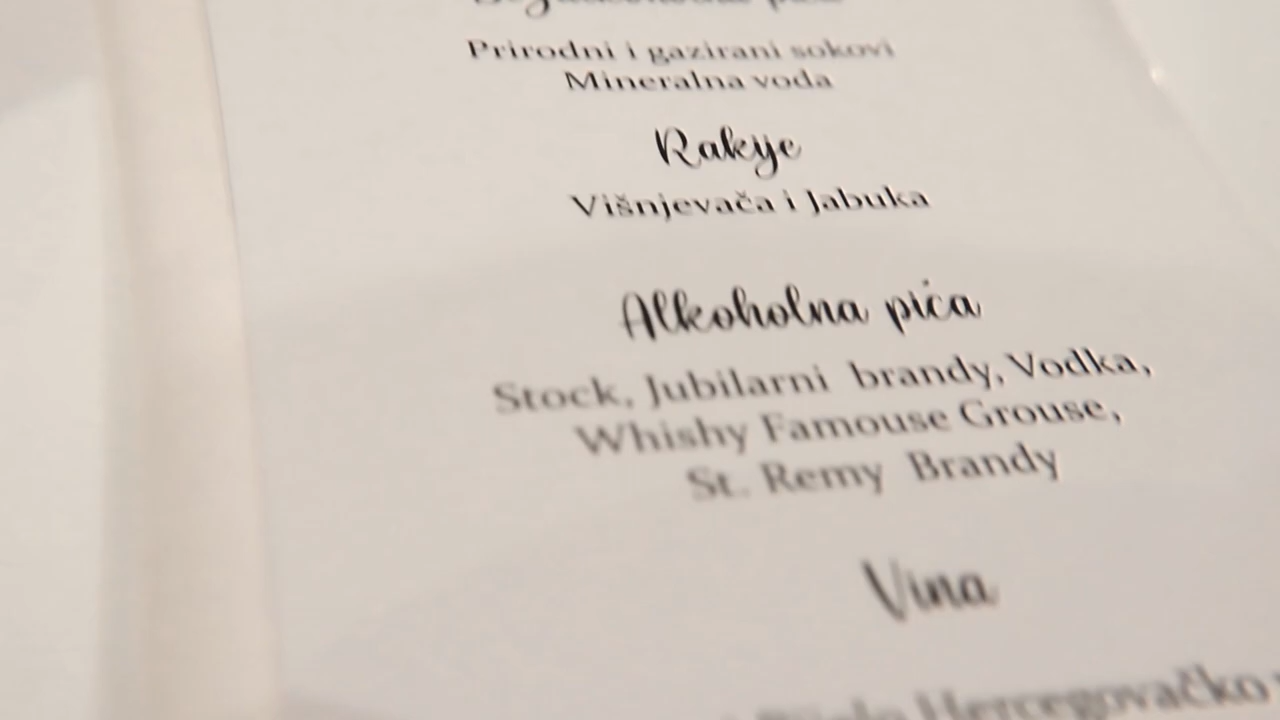 Prirodni i gazirani sokovi
Mineralna voda
Rakije
Višnjevača i Jabuka
Alkoholna pića
Stock, Jubilarni brandy, Vodka,
Whishy Famouse Grouse,
St. Remy Brandy
Vina
Hercegovačko